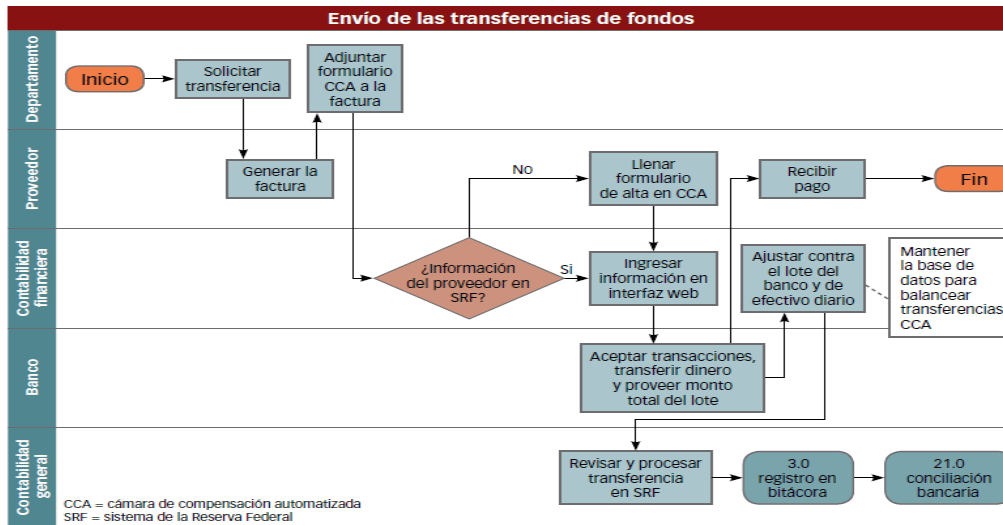 Envío de las transferencias de fondos
Departamento
Inicio
Solicitar
transferencia
Adjuntar
formulario
CCA a la
factura
Proveedor
Generar la
factura
No
Llenar
formulario
de alta en CCA
Recibir
pago
Fin
Contabilidad
financiera
¿Información
del proveedor en
SRF?
Si
Ingresar
información en
interfaz web
Ajustar contra
el lote del
banco y de
efectivo diario
Mantener
la base de
datos para
balancear
transferencias
CCA
Banco
Aceptar transacciones,
transferir dinero
y proveer monto
total del lote
Contabilidad
general
Revisar y procesar
transferencia
en SRF
3.0
registro en
bitácora
21.0
conciliación
bancaria
CCA = cámara de compensación automatizada
SRF = sistema de la Reserva Federal